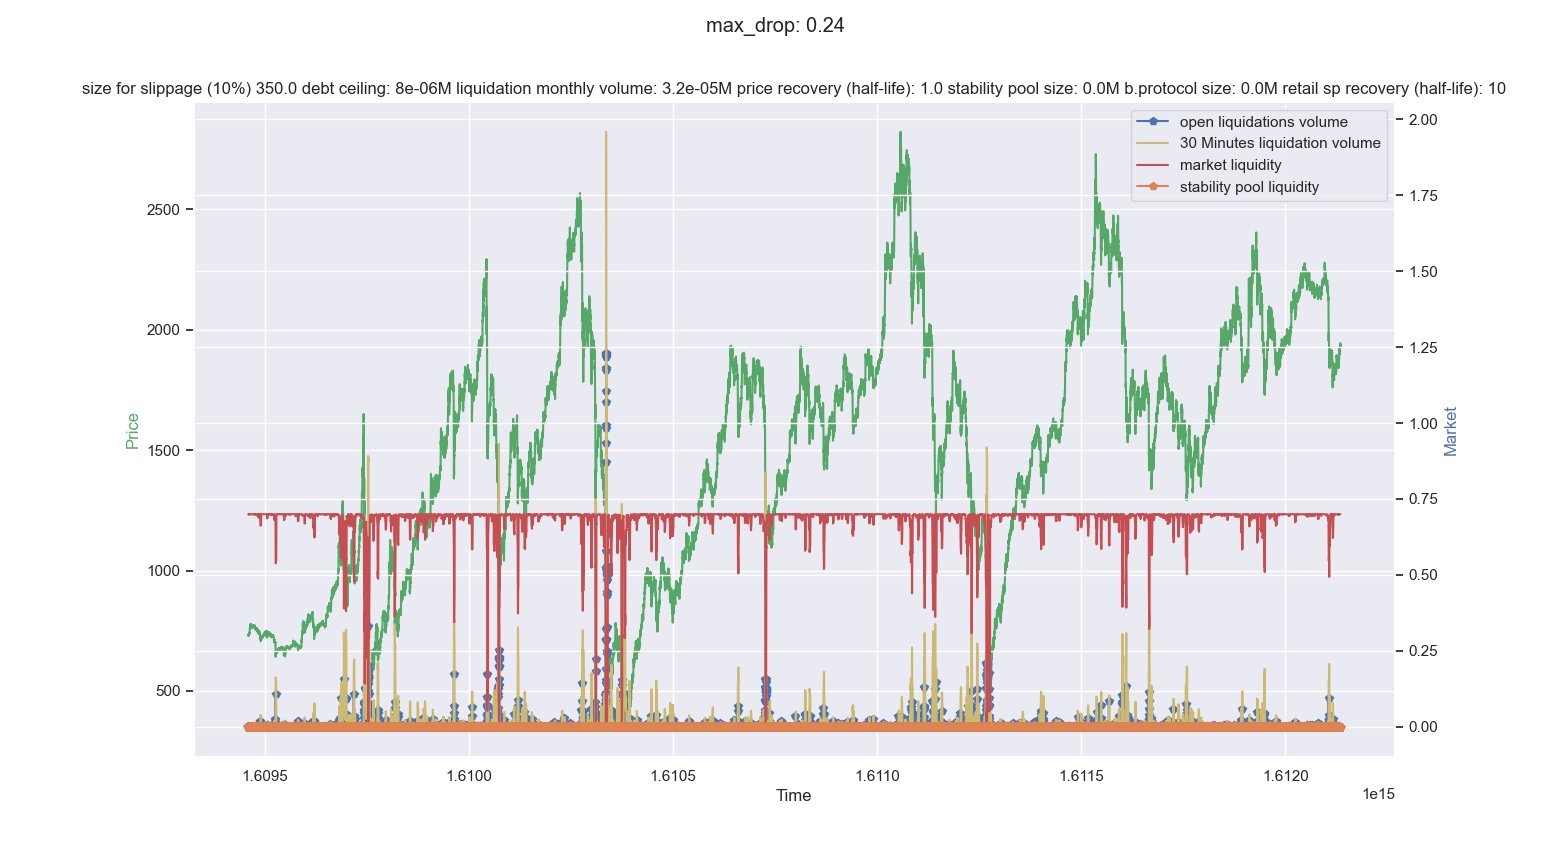 max_drop: 0.24
size for slippage (10%) 350.0 debt ceiling: 8e-06M liquidation monthly volume: 3.2e-05M price recovery (half-life): 1.0 stability pool size: 0.0M b.protocol size: 0.0M retail sp recovery (half-life): 10
open liquidations volume
30 Minutes liquidation volume
market liquidity
stability pool liquidity
Price
2500
2000
1500
1000
500
Market
2.00
1.75
1.50
1.25
1.00
0.75
0.50
0.25
0.00
1.6095
1.6100
1.6105
1.6110
1.6115
1.6120
Time
1e15